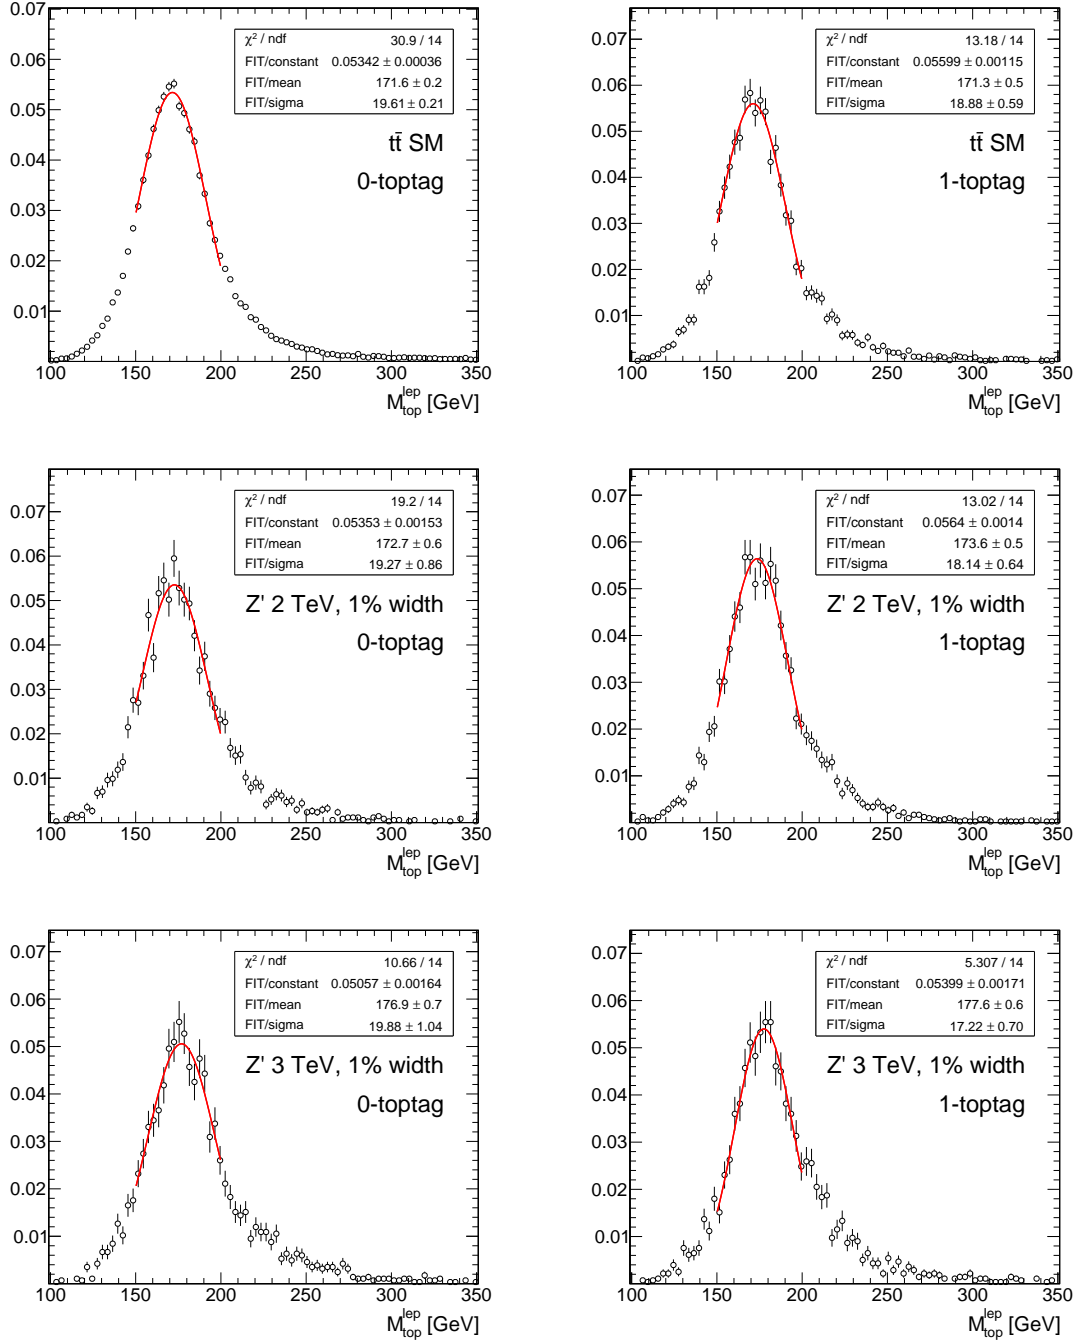 0.07
0.06
0.05
0.04
0.03
0.02
0.01
χ² / ndf 30.9 / 14
FIT/constant 0.05342 ± 0.00036
FIT/mean 171.6 ± 0.2
FIT/sigma 19.61 ± 0.21
tt̄ SM
0-toptag
100 150 200 250 300 350
M_top^lep [GeV]
0.07
0.06
0.05
0.04
0.03
0.02
0.01
χ² / ndf 13.18 / 14
FIT/constant 0.05599 ± 0.00115
FIT/mean 171.3 ± 0.5
FIT/sigma 18.88 ± 0.59
tt̄ SM
1-toptag
100 150 200 250 300 350
M_top^lep [GeV]
0.07
0.06
0.05
0.04
0.03
0.02
0.01
χ² / ndf 19.2 / 14
FIT/constant 0.05353 ± 0.00153
FIT/mean 172.7 ± 0.6
FIT/sigma 19.27 ± 0.86
Z' 2 TeV, 1% width
0-toptag
100 150 200 250 300 350
M_top^lep [GeV]
0.07
0.06
0.05
0.04
0.03
0.02
0.01
χ² / ndf 13.02 / 14
FIT/constant 0.0564 ± 0.0014
FIT/mean 173.6 ± 0.5
FIT/sigma 18.14 ± 0.64
Z' 2 TeV, 1% width
1-toptag
100 150 200 250 300 350
M_top^lep [GeV]
0.07
0.06
0.05
0.04
0.03
0.02
0.01
χ² / ndf 10.66 / 14
FIT/constant 0.05057 ± 0.00164
FIT/mean 176.9 ± 0.7
FIT/sigma 19.88 ± 1.04
Z' 3 TeV, 1% width
0-toptag
100 150 200 250 300 350
M_top^lep [GeV]
0.07
0.06
0.05
0.04
0.03
0.02
0.01
χ² / ndf 5.307 / 14
FIT/constant 0.05399 ± 0.00171
FIT/mean 177.6 ± 0.6
FIT/sigma 17.22 ± 0.70
Z' 3 TeV, 1% width
1-toptag
100 150 200 250 300 350
M_top^lep [GeV]